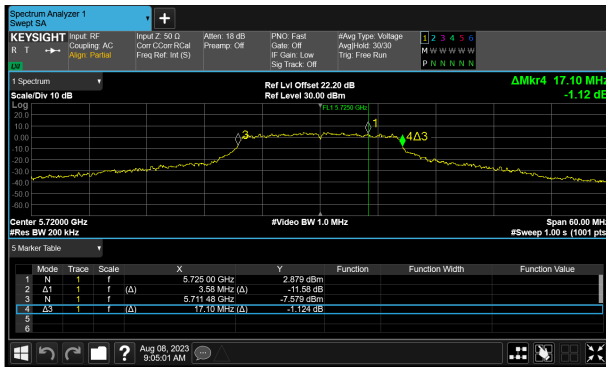 Spectrum Analyzer 1
Swept SA
KEYSIGHT Input: RF Input Z: 50 Ω Atten: 18 dB PNO: Fast #Avg Type: Voltage 1 2 3 4 5 6
R T Coupling: AC Corr CCorr RCal Preamp: Off Gate: Off Avg|Hold: 30/30 M W W W W W
Align: Partial Freq Ref: Int (S) IF Gain: Low Trig: Free Run
Sig Track: Off P N N N N N
1 Spectrum Ref Lvl Offset 22.20 dB ΔMkr4 17.10 MHz
Scale/Div 10 dB Ref Level 30.00 dBm -1.12 dB
Log
FL1 5.7250 GHz
20.0
10.0 1
0.00 3 4Δ3
-10.0
-20.0
-30.0
-40.0
-50.0
-60.0
Center 5.72000 GHz #Video BW 1.0 MHz Span 60.00 MHz
#Res BW 200 kHz #Sweep 1.00 s (1001 pts
5 Marker Table
Mode Trace Scale X Y Function Function Width Function Value
1 N 1 f 5.725 00 GHz 2.879 dBm
2 Δ1 1 f (Δ) 3.58 MHz (Δ) -11.58 dB
3 N 1 f 5.711 48 GHz -7.579 dBm
4 Δ3 1 f (Δ) 17.10 MHz (Δ) -1.124 dB
5
6
? Aug 08, 2023
9:05:01 AM